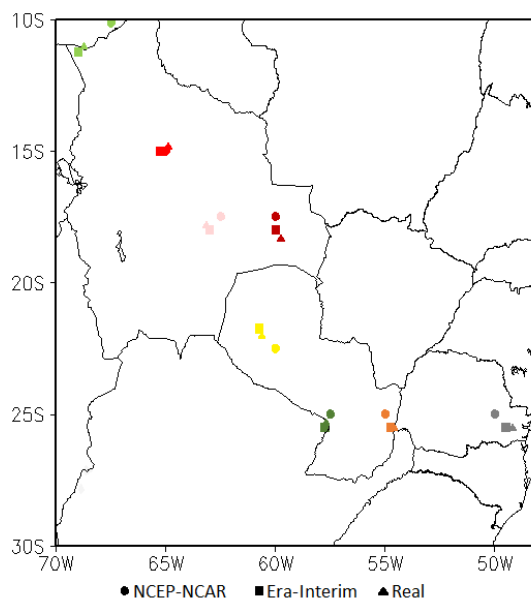 10S
15S
20S
25S
30S
70W 65W 60W 55W 50W
NCEP-NCAR Era-Interim Real